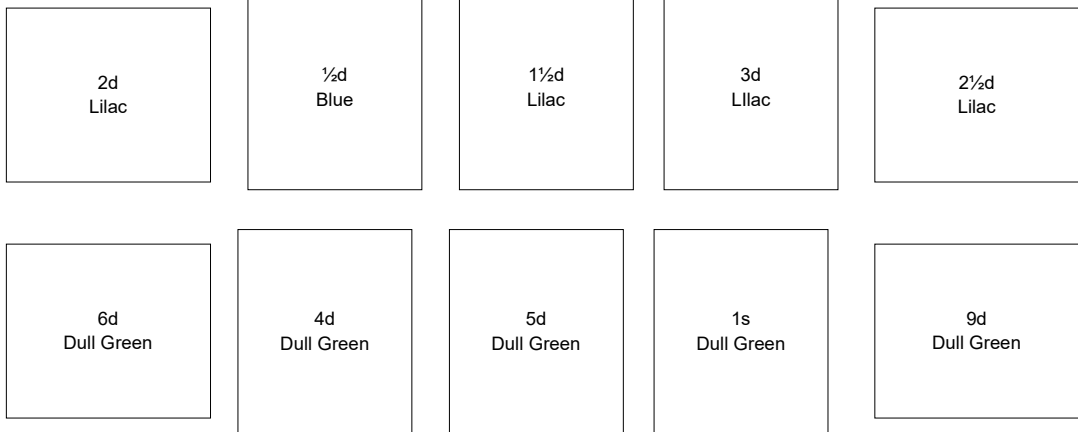 2d
Lilac
½d
Blue
1½d
Lilac
3d
LIlac
2½d
Lilac
6d
Dull Green
4d
Dull Green
5d
Dull Green
1s
Dull Green
9d
Dull Green